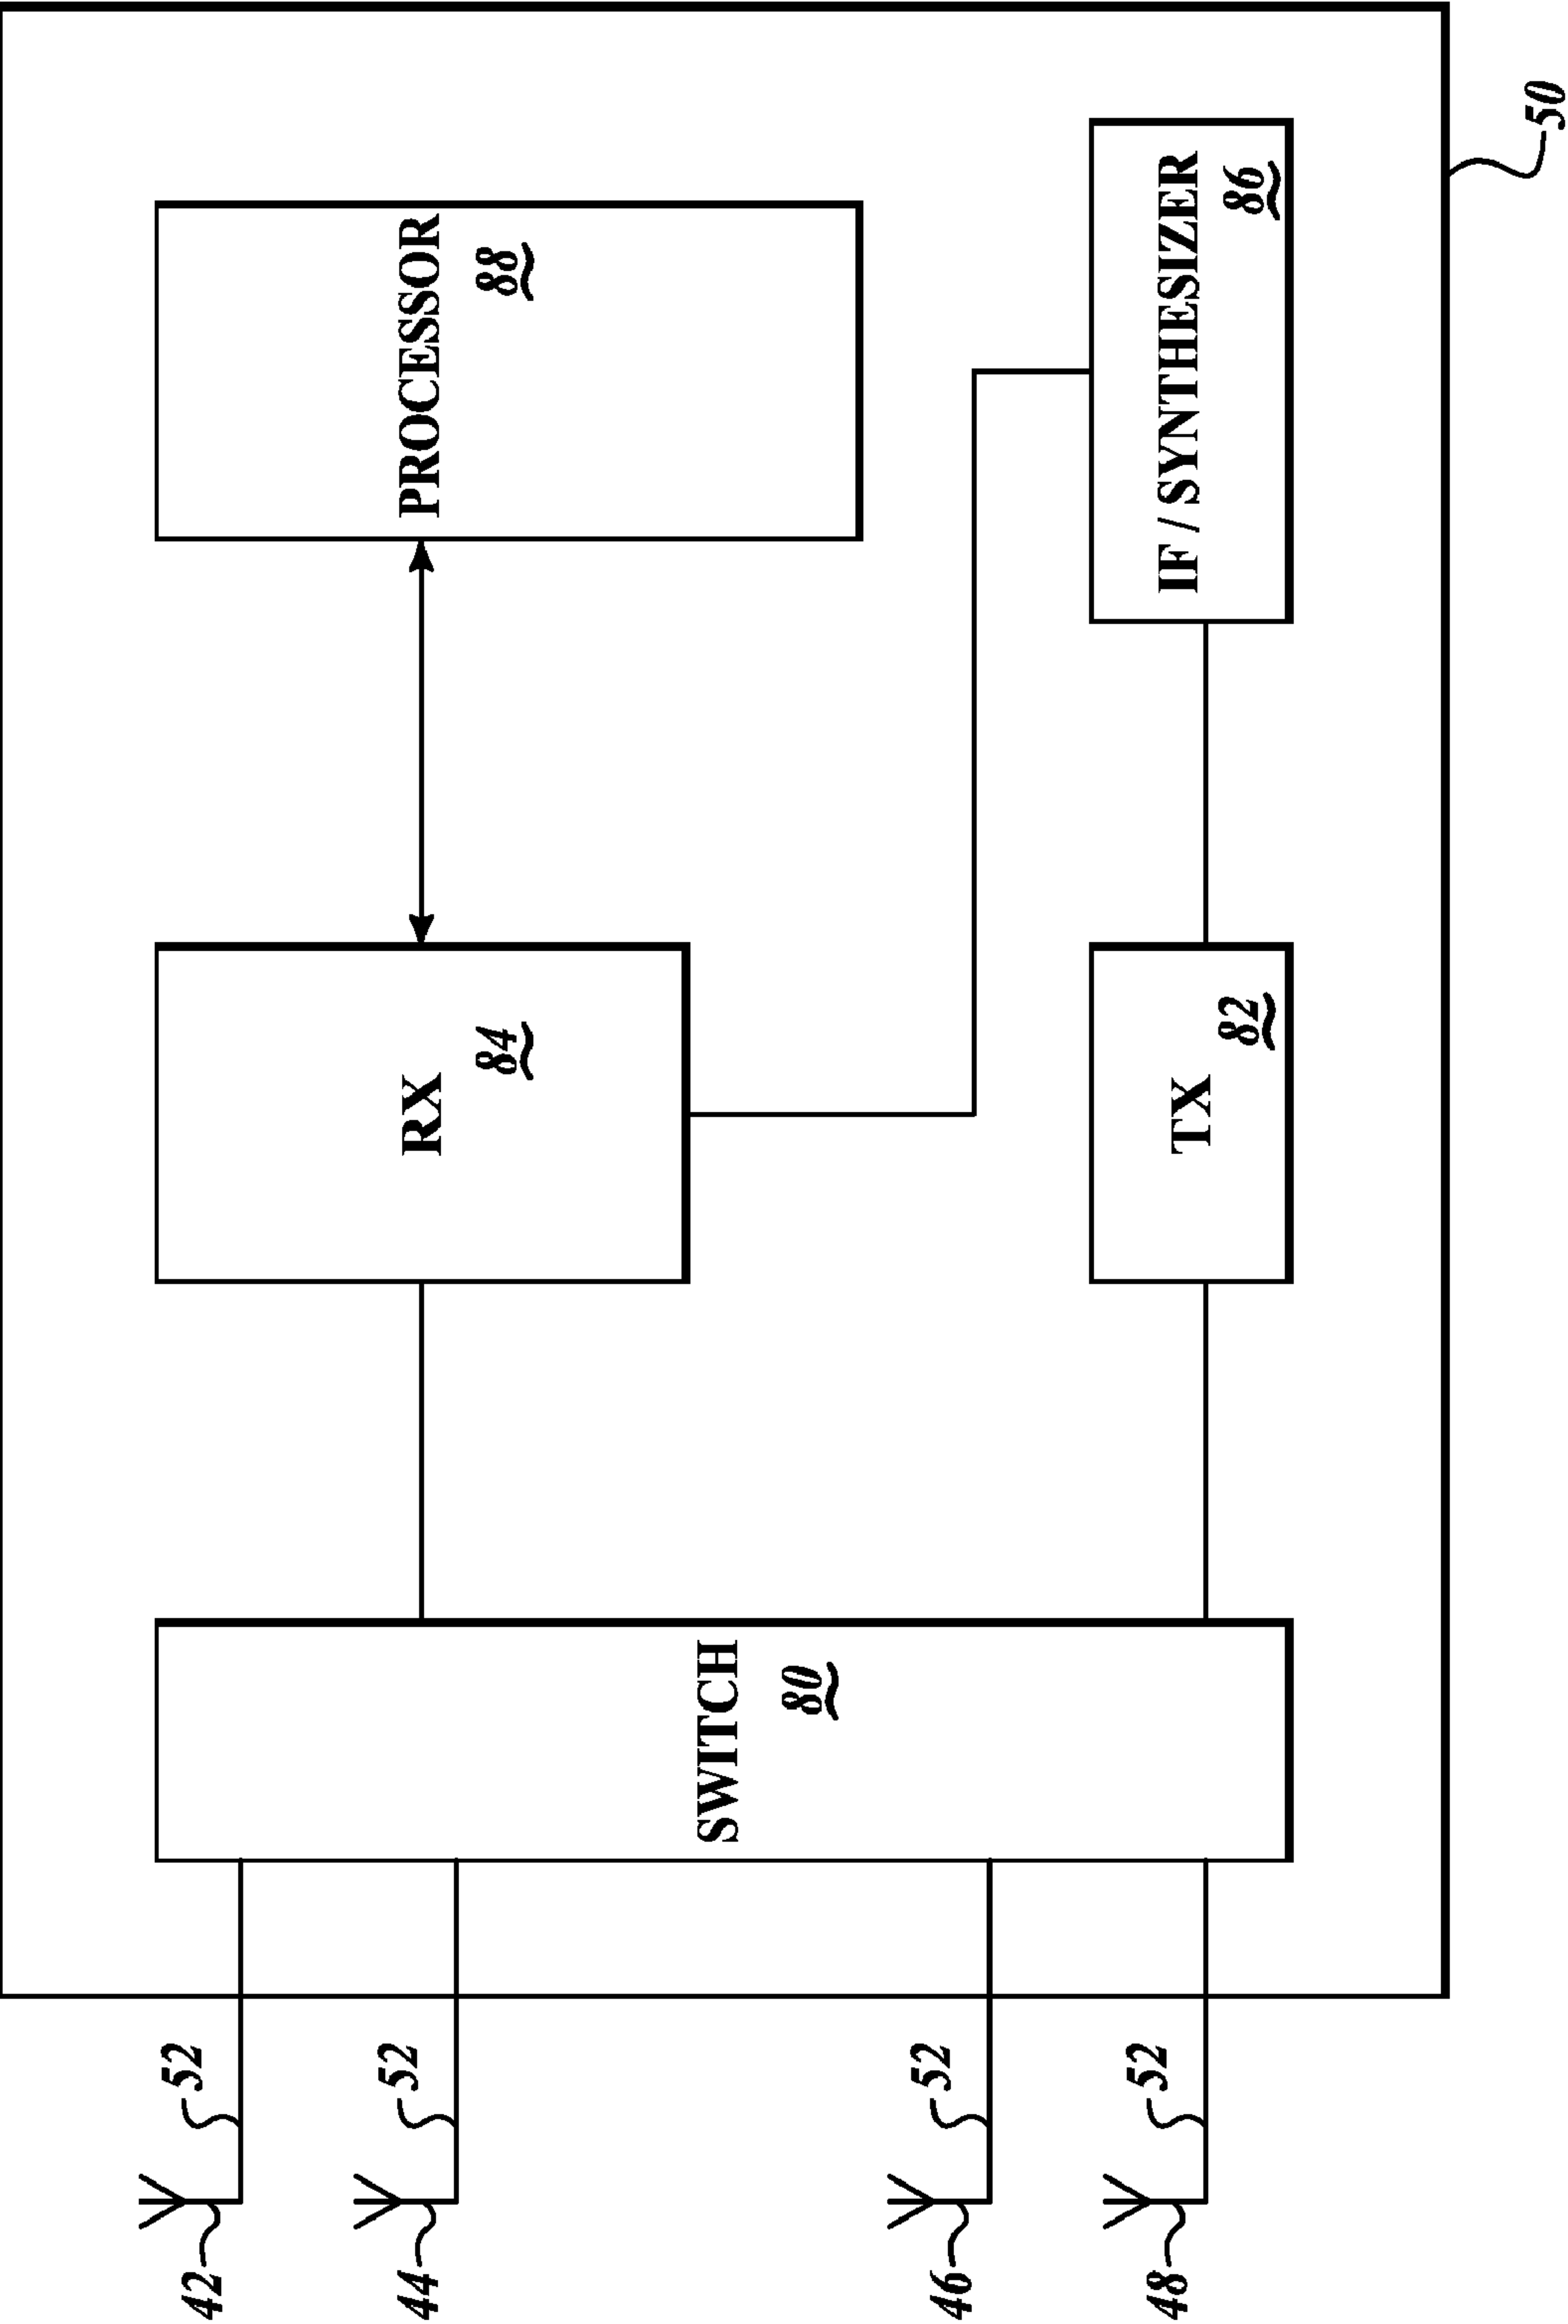 42
52
44
52
46
52
48
52
SWITCH
80
RX
84
TX
82
PROCESSOR
88
IF / SYNTHESIZER
86
50